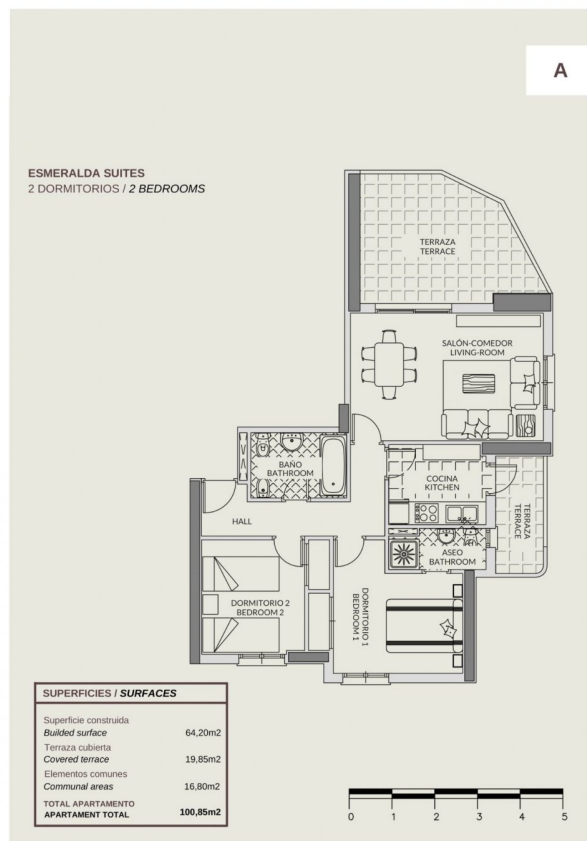 A
ESMERALDA SUITES
2 DORMITORIOS / 2 BEDROOMS
TERRAZA
TERRACE
SALÓN-COMEDOR
LIVING-ROOM
BAÑO
BATHROOM
COCINA
KITCHEN
TERRAZA
TERRACE
HALL
ASEO
BATHROOM
DORMITORIO 2
BEDROOM 2
DORMITORIO 1
BEDROOM 1
SUPERFICIES / SURFACES
Superficie construida
Builded surface 64,20m2
Terraza cubierta
Covered terrace 19,85m2
Elementos comunes
Communal areas 16,80m2
TOTAL APARTAMENTO
APARTAMENT TOTAL 100,85m2
0 1 2 3 4 5